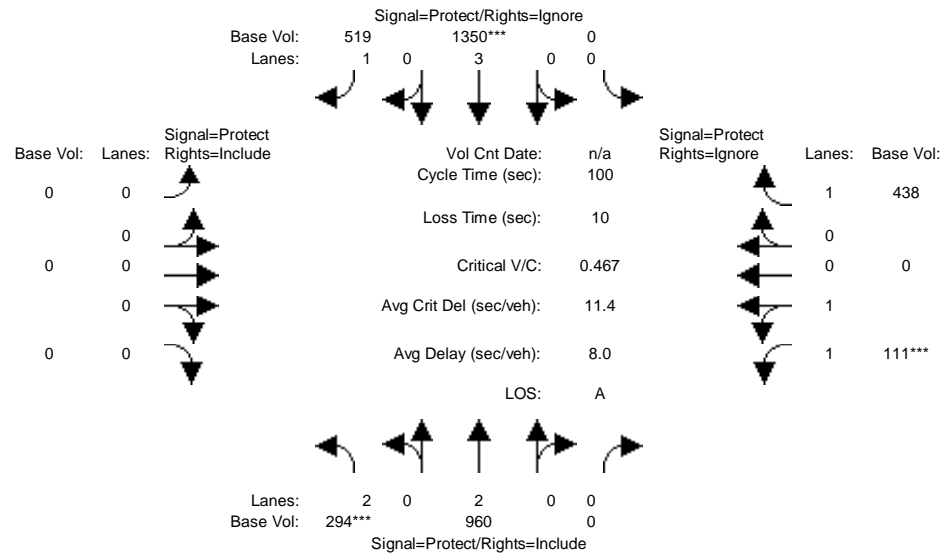 Signal=Protect/Rights=Ignore
Base Vol: 519 1350*** 0
Lanes: 1 0 3 0 0
Signal=Protect Signal=Protect
Base Vol: Lanes: Rights=Include Vol Cnt Date: n/a Rights=Ignore Lanes: Base Vol:
Cycle Time (sec): 100
0 0 1 438
Loss Time (sec): 10
0 0
0 0 Critical V/C: 0.467 0 0
0 Avg Crit Del (sec/veh): 11.4 1
0 0 Avg Delay (sec/veh): 8.0 1 111***
LOS: A
Lanes: 2 0 2 0 0
Base Vol: 294*** 960 0
Signal=Protect/Rights=Include